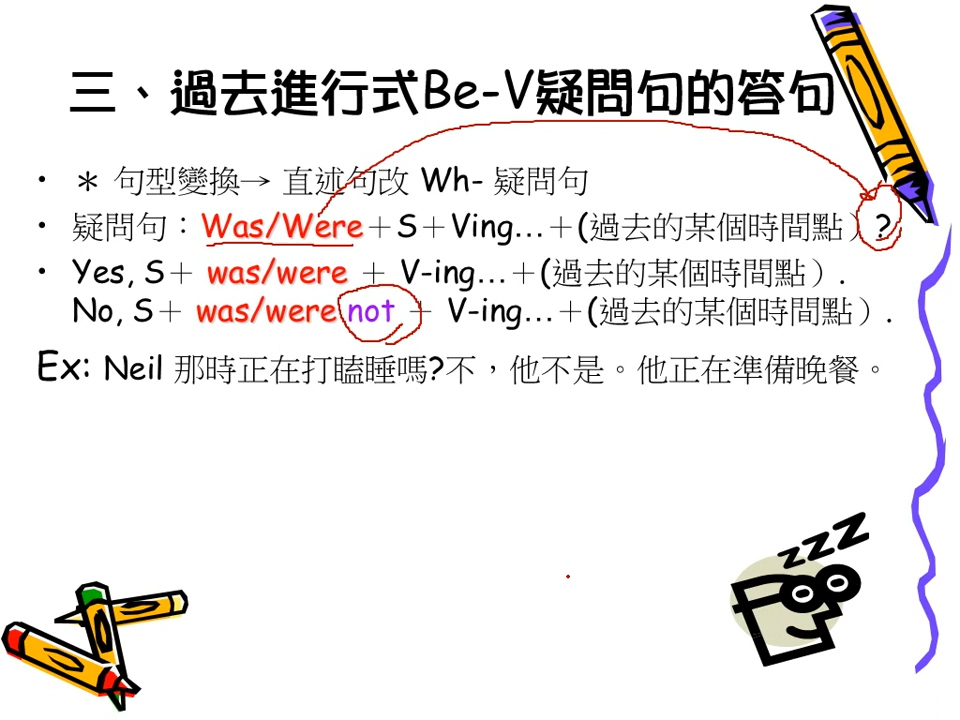 三、過去進行式Be-V疑問句的答句
• ＊ 句型變換→ 直述句改 Wh- 疑問句
• 疑問句：Was/Were＋S＋Ving…＋(過去的某個時間點）?
• Yes, S＋ was/were ＋ V-ing…＋(過去的某個時間點）.
No, S＋ was/were not ＋ V-ing…＋(過去的某個時間點）.
Ex: Neil 那時正在打瞌睡嗎?不，他不是。他正在準備晚餐。
zzZZ